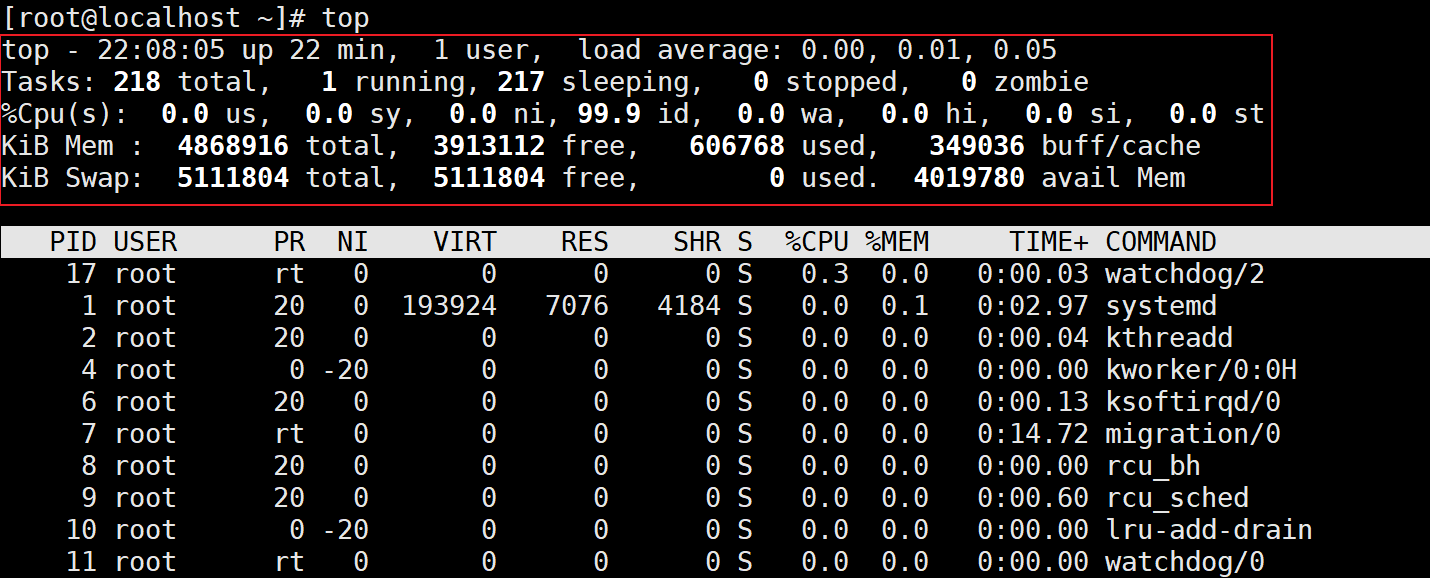 [root@localhost ~]# top
top - 22:08:05 up 22 min,  1 user,  load average: 0.00, 0.01, 0.05
Tasks: 218 total,   1 running, 217 sleeping,   0 stopped,   0 zombie
%Cpu(s):  0.0 us,  0.0 sy,  0.0 ni, 99.9 id,  0.0 wa,  0.0 hi,  0.0 si,  0.0 st
KiB Mem :  4868916 total,  3913112 free,   606768 used,   349036 buff/cache
KiB Swap:  5111804 total,  5111804 free,        0 used.  4019780 avail Mem
   PID USER      PR  NI    VIRT    RES    SHR S  %CPU %MEM     TIME+ COMMAND
    17 root      rt   0       0      0      0 S   0.3  0.0   0:00.03 watchdog/2
     1 root      20   0  193924   7076   4184 S   0.0  0.1   0:02.97 systemd
     2 root      20   0       0      0      0 S   0.0  0.0   0:00.04 kthreadd
     4 root       0 -20       0      0      0 S   0.0  0.0   0:00.00 kworker/0:0H
     6 root      20   0       0      0      0 S   0.0  0.0   0:00.13 ksoftirqd/0
     7 root      rt   0       0      0      0 S   0.0  0.0   0:14.72 migration/0
     8 root      20   0       0      0      0 S   0.0  0.0   0:00.00 rcu_bh
     9 root      20   0       0      0      0 S   0.0  0.0   0:00.60 rcu_sched
    10 root       0 -20       0      0      0 S   0.0  0.0   0:00.00 lru-add-drain
    11 root      rt   0       0      0      0 S   0.0  0.0   0:00.00 watchdog/0